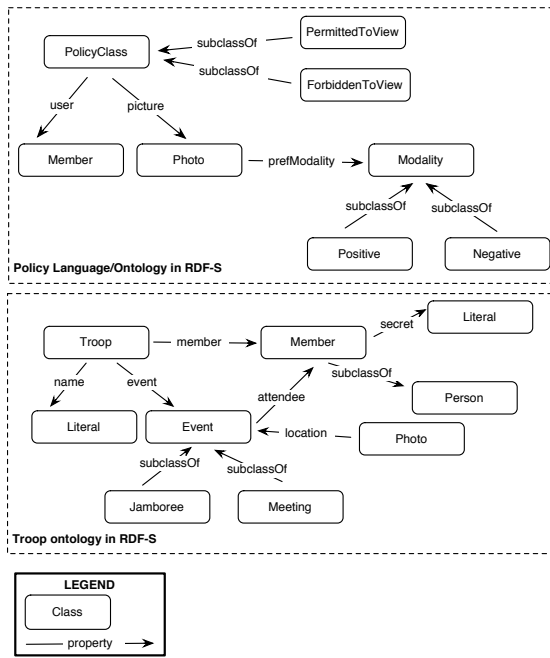 PermittedToView
subclassOf
PolicyClass
subclassOf
ForbiddenToView
user
picture
Member
Photo
prefModality
Modality
subclassOf
subclassOf
Positive
Negative
Policy Language/Ontology in RDF-S
Literal
secret
Troop
member
Member
subclassOf
name
event
attendee
Person
Literal
Event
location
Photo
subclassOf
subclassOf
Jamboree
Meeting
Troop ontology in RDF-S
LEGEND
Class
property